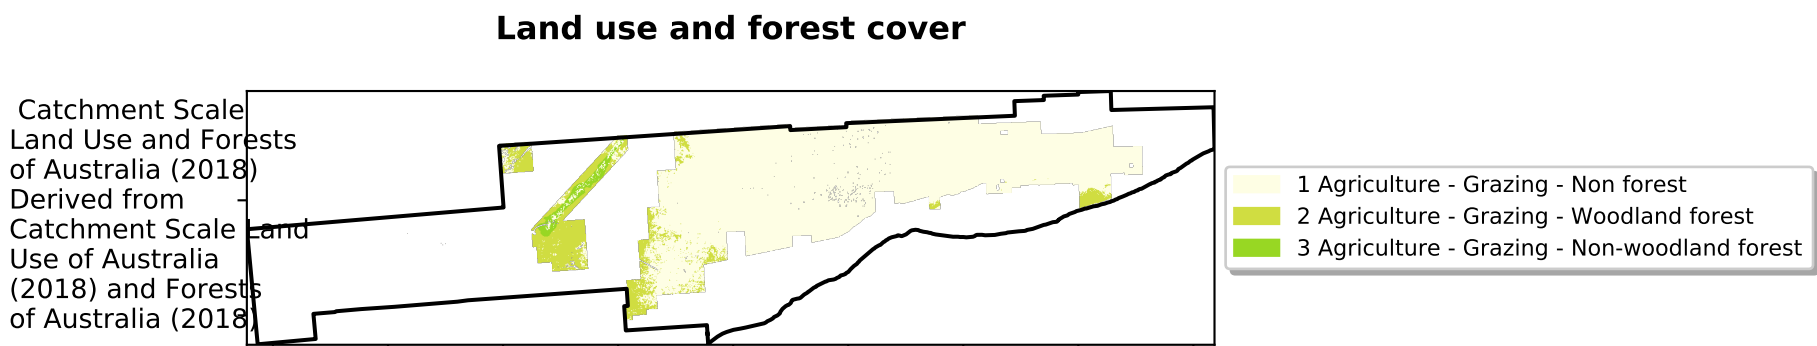 Land use and forest cover
Catchment Scale
Land Use and Forests
of Australia (2018)
Derived from
Catchment Scale Land
Use of Australia
(2018) and Forests
of Australia (2018)
1 Agriculture - Grazing - Non forest
2 Agriculture - Grazing - Woodland forest
3 Agriculture - Grazing - Non-woodland forest